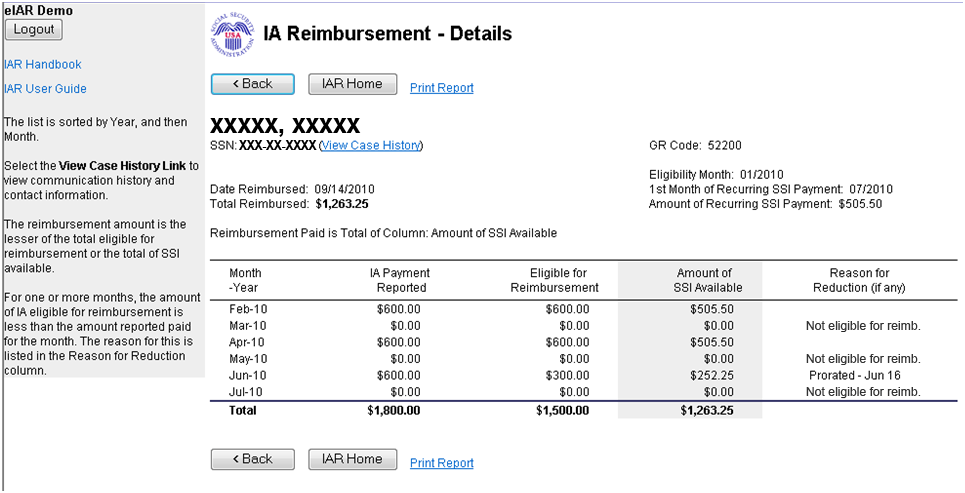 eIAR Demo
Logout
IAR Handbook
IAR User Guide
The list is sorted by Year, and then
Month.
Select the View Case History Link to
view communication history and
contact information.
The reimbursement amount is the
lesser of the total eligible for
reimbursement or the total of SSI
available.
For one or more months, the amount
of IA eligible for reimbursement is
less than the amount reported paid
for the month. The reason for this is
listed in the Reason for Reduction
column.
SOCIAL SECURITY
USA
ADMINISTRATION
IA Reimbursement - Details
< Back IAR Home Print Report
XXXXX, XXXXX
SSN: XXX-XX-XXXX (View Case History) GR Code: 52200
Eligibility Month: 01/2010
Date Reimbursed: 09/14/2010 1st Month of Recurring SSI Payment: 07/2010
Total Reimbursed: $1,263.25 Amount of Recurring SSI Payment: $505.50
Reimbursement Paid is Total of Column: Amount of SSI Available
Month IA Payment Eligible for Amount of Reason for
-Year Reported Reimbursement SSI Available Reduction (if any)
Feb-10 $600.00 $600.00 $505.50
Mar-10 $0.00 $0.00 $0.00 Not eligible for reimb.
Apr-10 $600.00 $600.00 $505.50
May-10 $0.00 $0.00 $0.00 Not eligible for reimb.
Jun-10 $600.00 $300.00 $252.25 Prorated - Jun 16
Jul-10 $0.00 $0.00 $0.00 Not eligible for reimb.
Total $1,800.00 $1,500.00 $1,263.25
< Back IAR Home Print Report